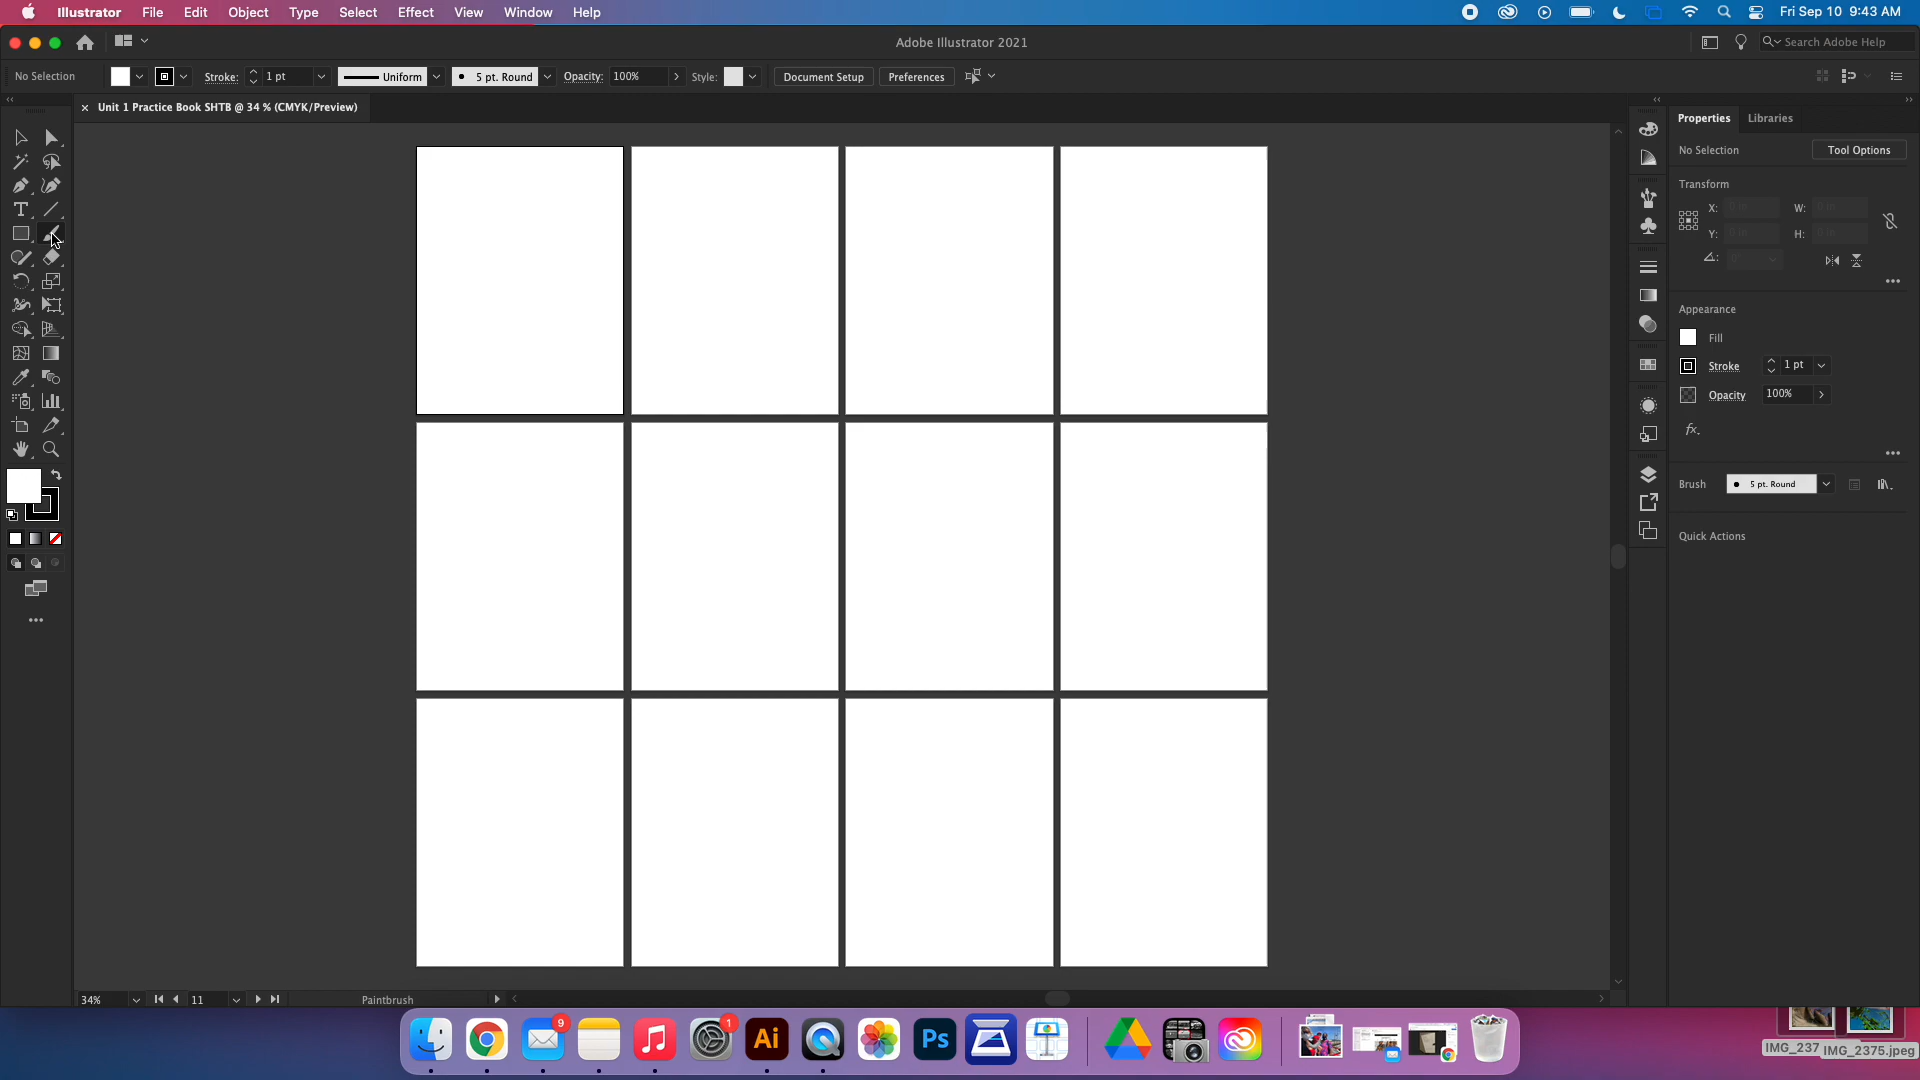 Illustrator File Edit Object Type Select Effect View Window Help Fri Sep 10 9:43 AM
Adobe Illustrator 2021 Search Adobe Help
No Selection Stroke: 1 pt Uniform 5 pt. Round Opacity: 100% Style: Document Setup Preferences
× Unit 1 Practice Book SHTB @ 34 % (CMYK/Preview)
Properties Libraries
No Selection Tool Options
Transform
X: W:
Y: H:
Appearance
Fill
Stroke 1 pt
Opacity 100%
fx.
Brush 5 pt. Round
Quick Actions
34% 11 Paintbrush
9 1 Ai Ps
IMG_237 IMG_2375.jpeg